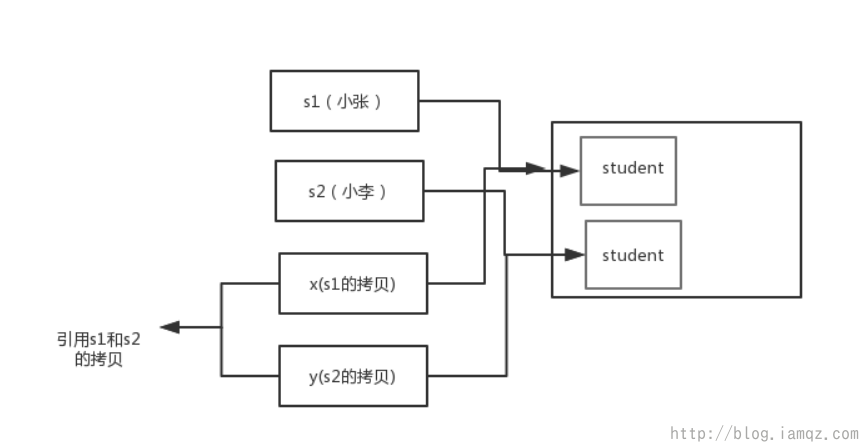 s1（小张）
student
s2（小李）
student
x(s1的拷贝)
引用s1和s2
的拷贝
y(s2的拷贝)
http://blog.iamqz.com